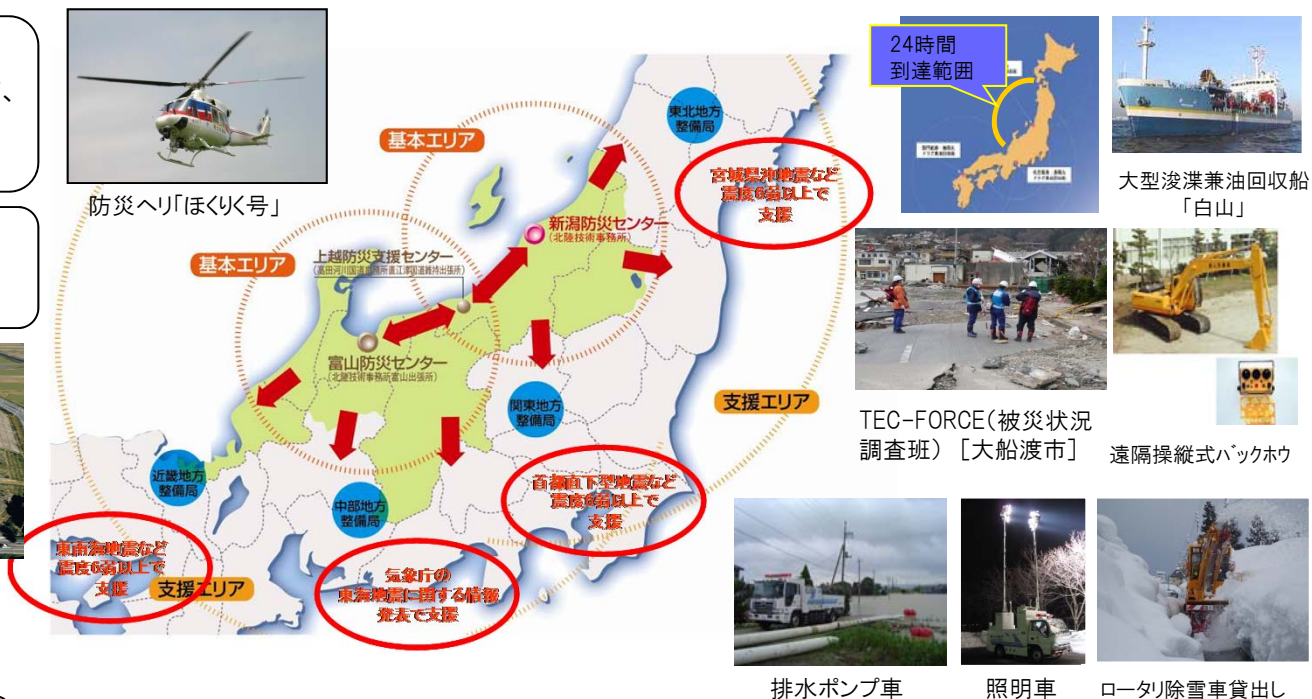 、
防災ヘリ「ほくりく号」
基本エリア
基本エリア
東北地方
整備局
宮城県沖地震など
震度6弱以上で
支援
新潟防災センター
(北陸技術事務所)
上越防災支援センター
富山防災センター
(北陸技術事務所富山出張所)
関東地方
整備局
支援エリア
近畿地方
整備局
中部地方
整備局
首都直下型地震など
震度6弱以上で
支援
東南海地震など
震度6弱以上で
支援
支援エリア
気象庁の
東海地震に関する情報
発表で支援
24時間
到達範囲
大型浚渫兼油回収船
「白山」
TEC-FORCE(被災状況
調査班) [大船渡市]
遠隔操縦式バックホウ
排水ポンプ車
照明車
ロータリ除雪車貸出し